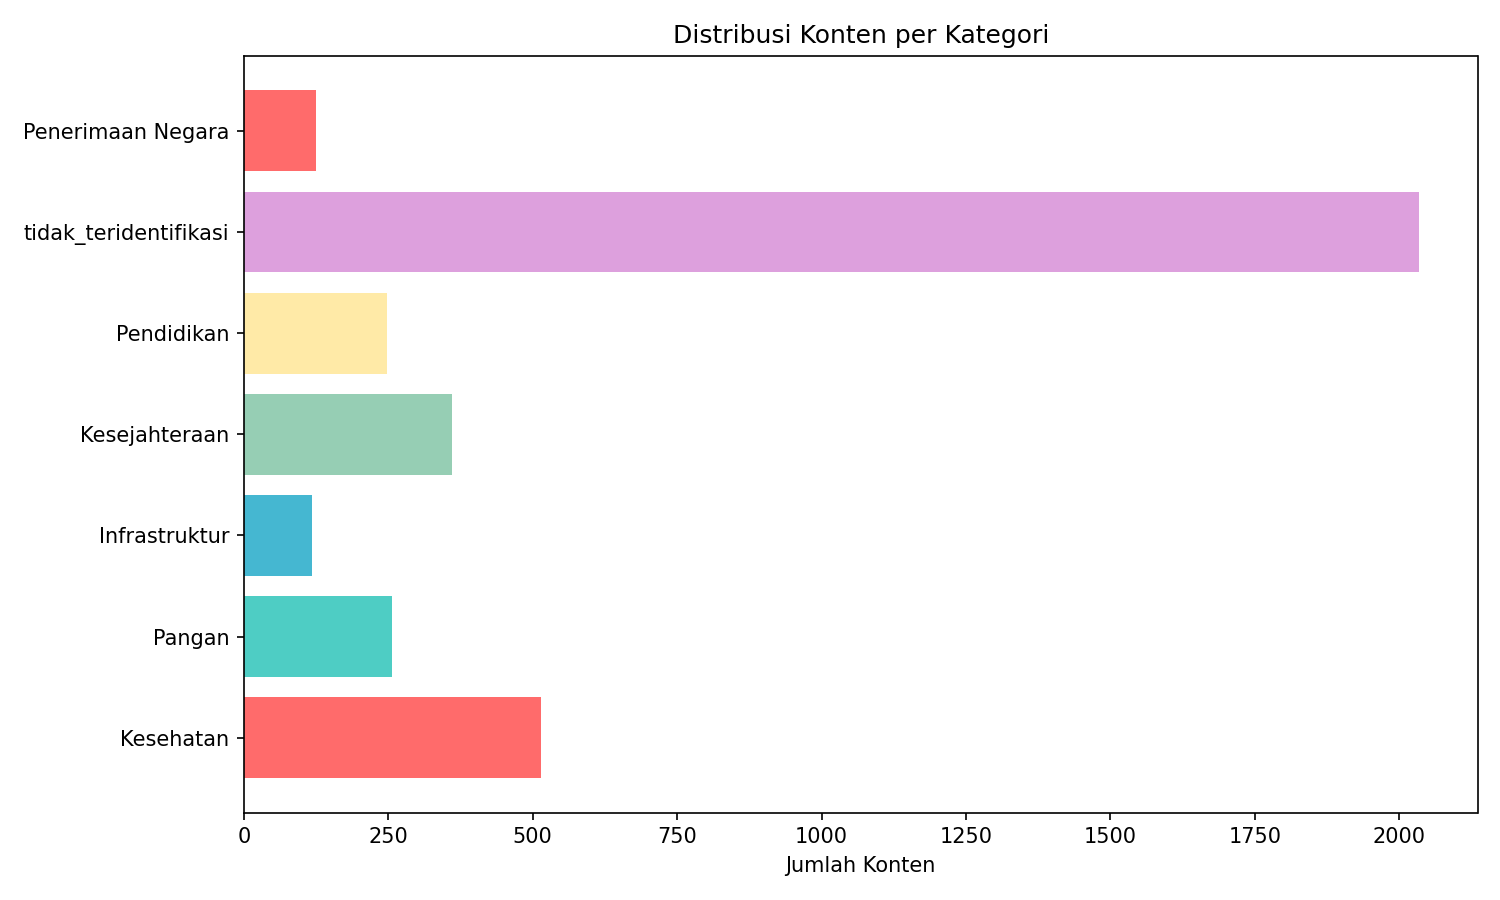 Distribusi Konten per Kategori
Penerimaan Negara
tidak_teridentifikasi
Pendidikan
Kesejahteraan
Infrastruktur
Pangan
Kesehatan
0 250 500 750 1000 1250 1500 1750 2000
Jumlah Konten